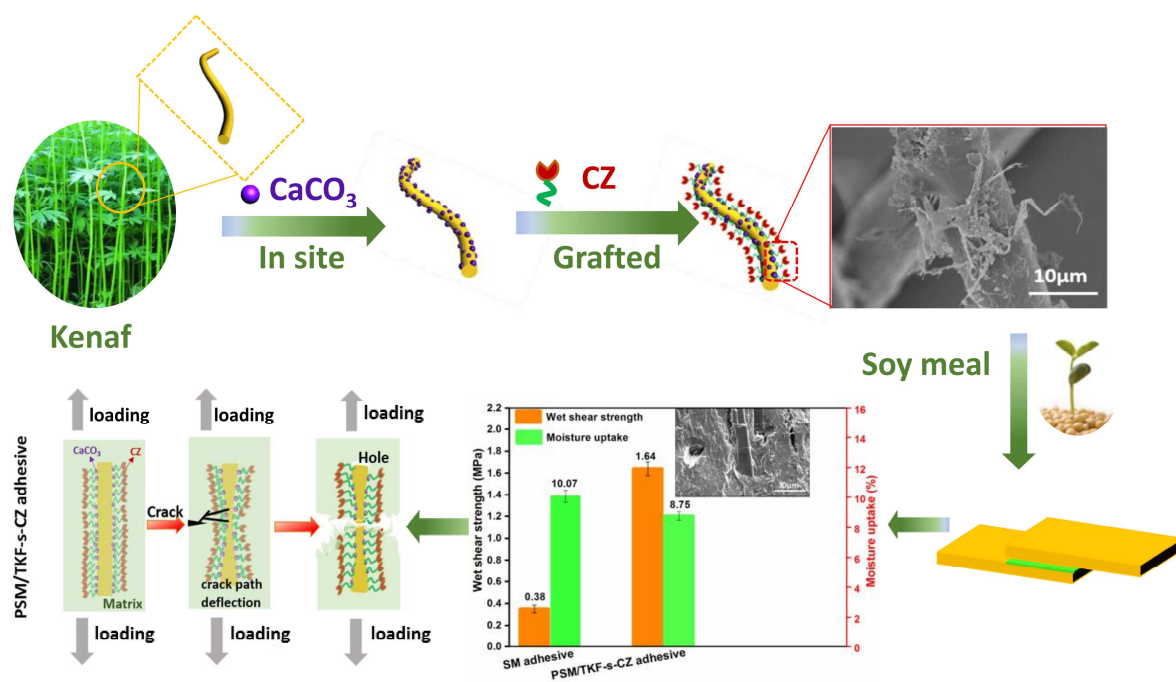 CaCO3
In site
CZ
Grafted
10μm
Kenaf
Soy meal
PSM/TKF-s-CZ adhesive
loading
loading
loading
CaCO3
CZ
Crack
Matrix
crack path
deflection
Hole
loading
loading
loading
Wet shear strength (MPa)
2.2
2.0
1.8
1.6
1.4
1.2
1.0
0.8
0.6
0.4
0.2
0.0
Wet shear strength
Moisture uptake
0.38
10.07
1.64
8.75
30μm
16
14
12
10
8
6
4
2
0
Moisture uptake (%)
SM adhesive
PSM/TKF-s-CZ adhesive